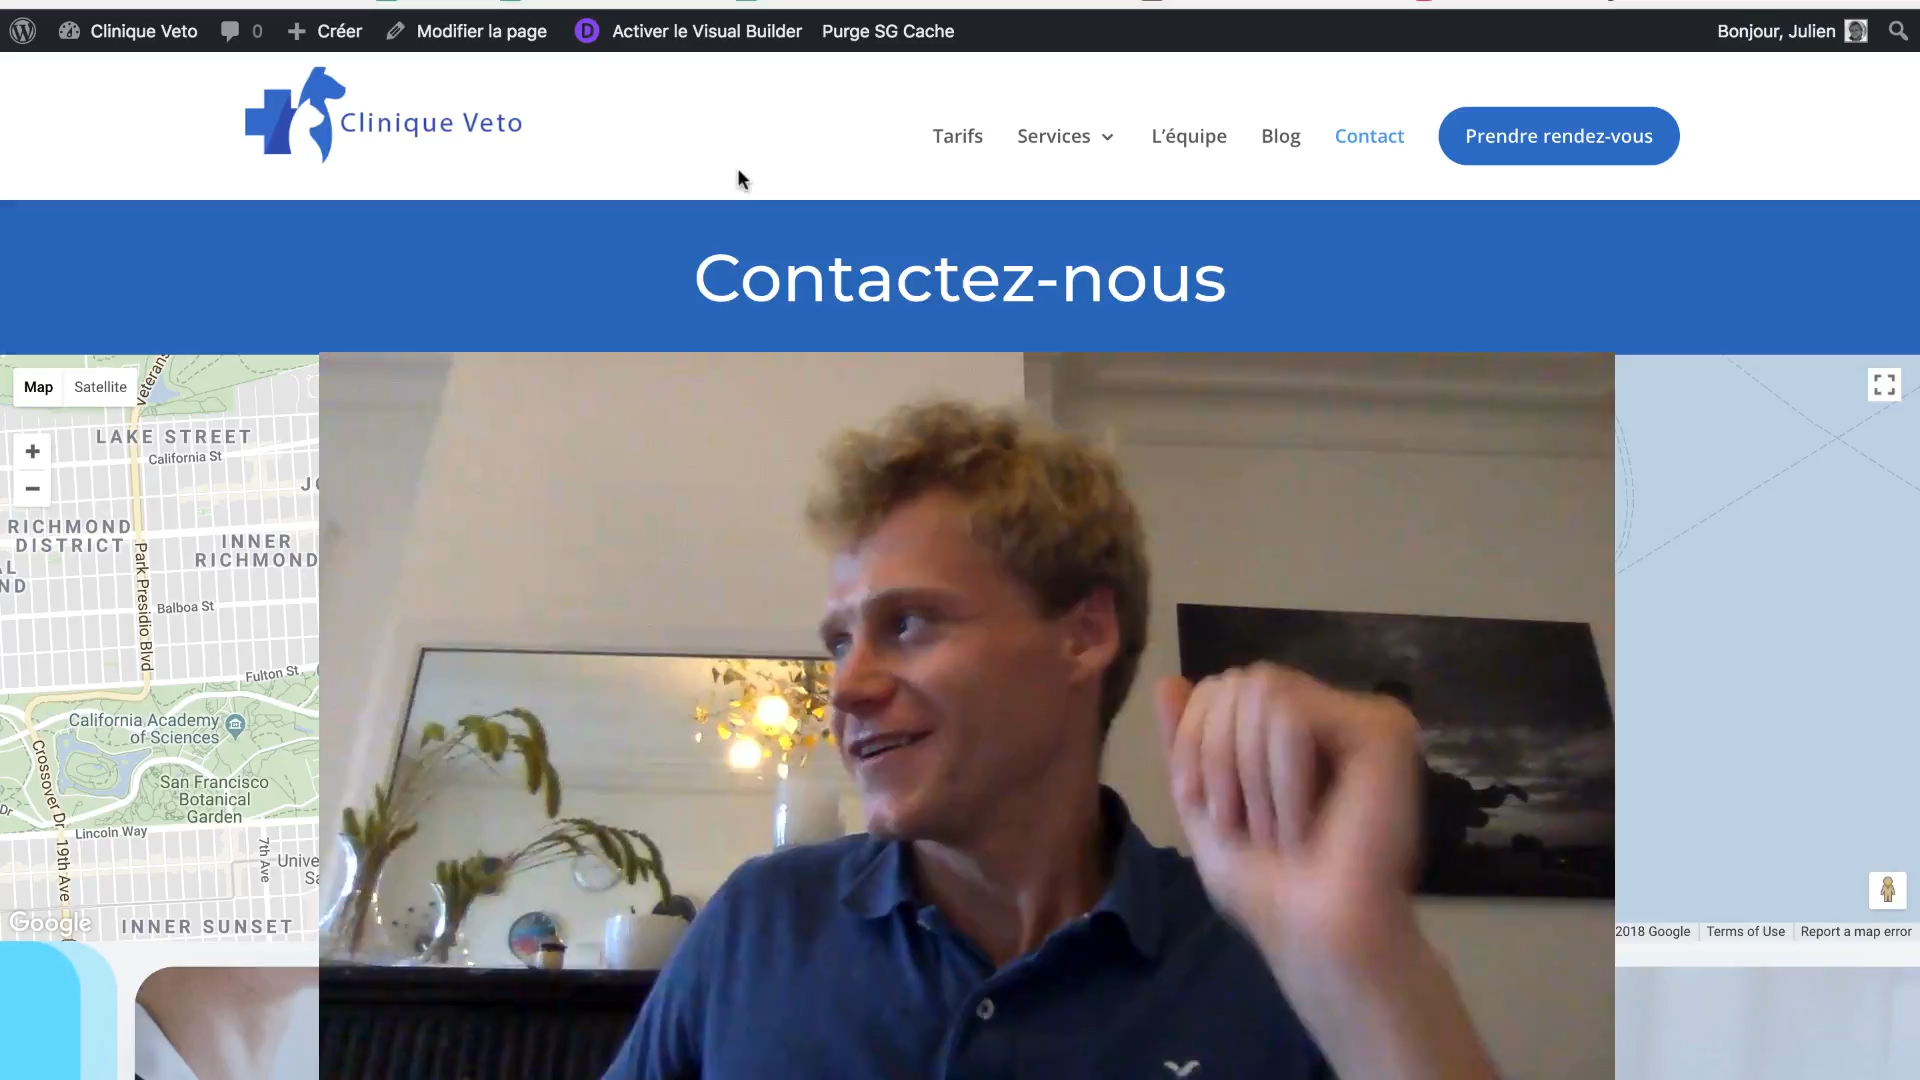 Clinique Veto 0 Créer Modifier la page D Activer le Visual Builder Purge SG Cache Bonjour, Julien
Clinique Veto
Tarifs Services L'équipe Blog Contact Prendre rendez-vous
Contactez-nous
Map Satellite
Veterans
LAKE STREET
California St
RICHMOND
DISTRICT
INNER
RICHMOND
Park Presidio Blvd
Balboa St
Fulton St
California Academy
of Sciences
Crossover Dr
San Francisco
Botanical
Garden
Dr
Lincoln Way
19th Ave
7th Ave
Google
INNER SUNSET
2018 Google Terms of Use Report a map error